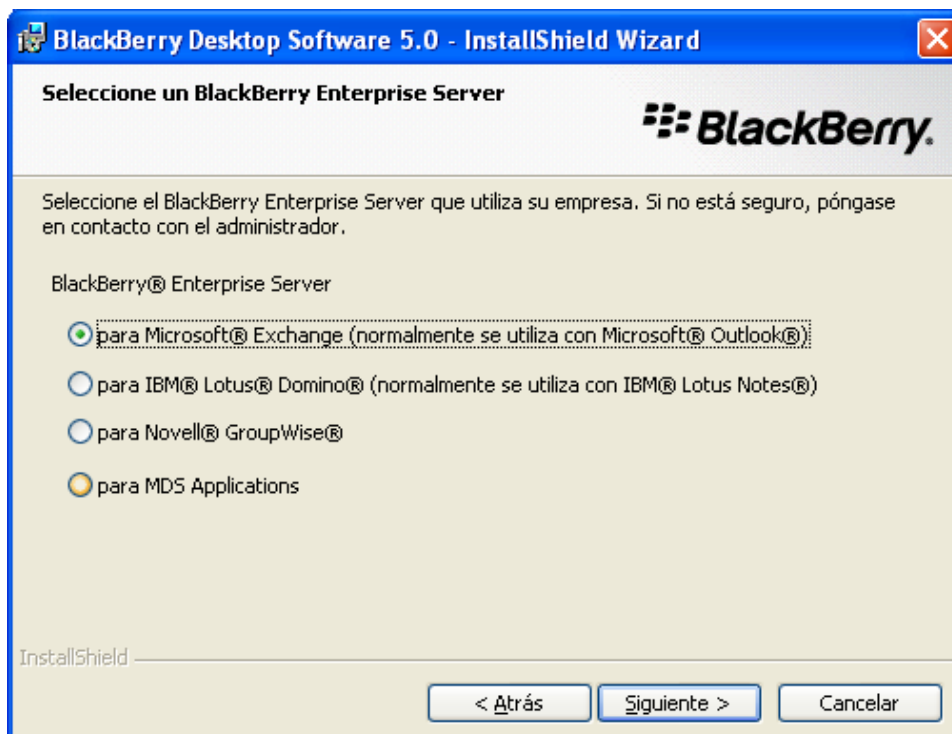 BlackBerry Desktop Software 5.0 - InstallShield Wizard
Seleccione un BlackBerry Enterprise Server
BlackBerry.
Seleccione el BlackBerry Enterprise Server que utiliza su empresa. Si no está seguro, póngase
en contacto con el administrador.
BlackBerry® Enterprise Server
para Microsoft® Exchange (normalmente se utiliza con Microsoft® Outlook®)
para IBM® Lotus® Domino® (normalmente se utiliza con IBM® Lotus Notes®)
para Novell® GroupWise®
para MDS Applications
InstallShield
< Atrás
Siguiente >
Cancelar